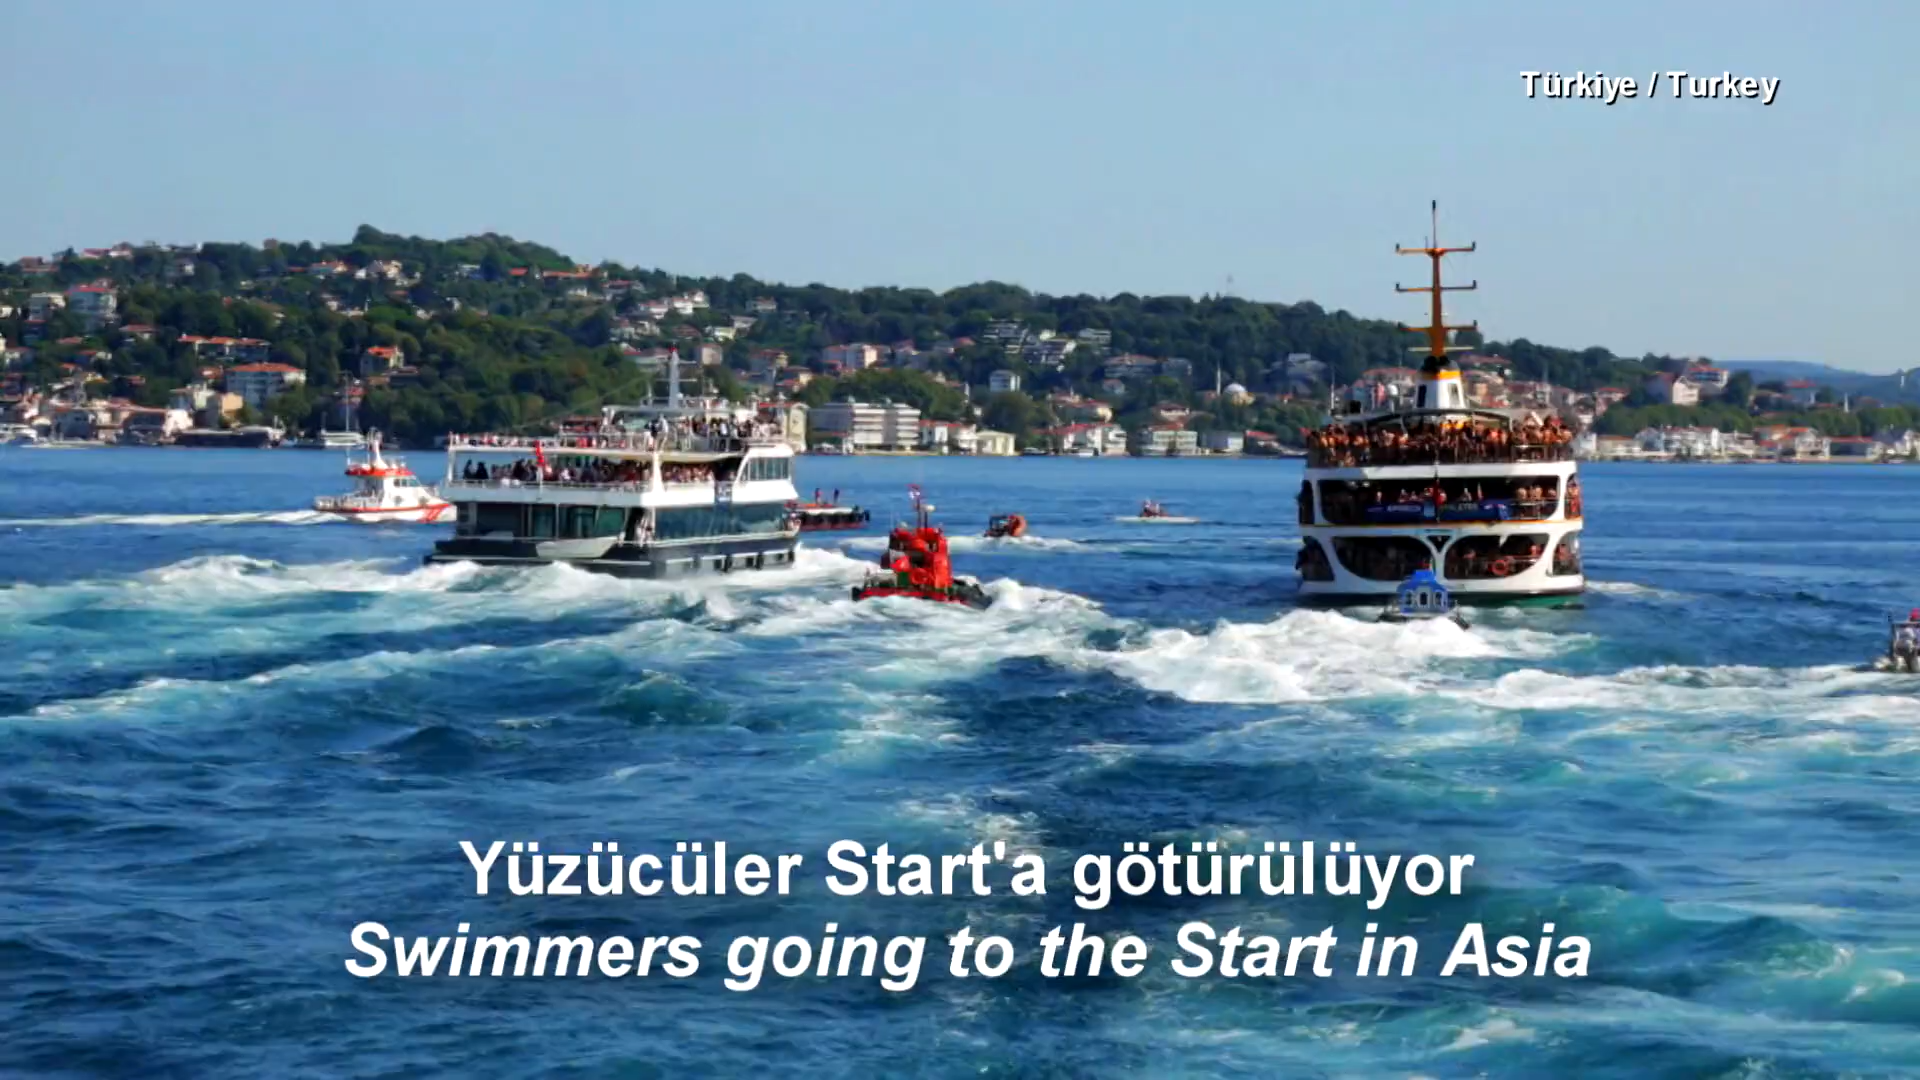 Türkiye / Turkey
Yüzücüler Start'a götürülüyor
Swimmers going to the Start in Asia